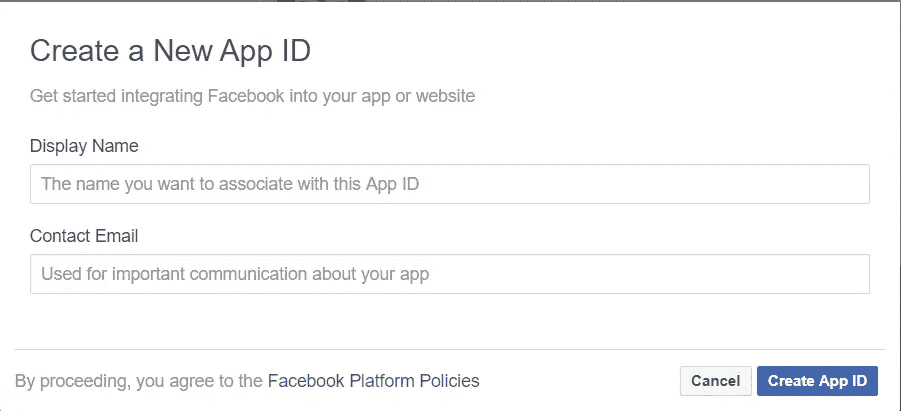 Create a New App ID
Get started integrating Facebook into your app or website
Display Name
The name you want to associate with this App ID
Contact Email
Used for important communication about your app
By proceeding, you agree to the Facebook Platform Policies
Cancel
Create App ID